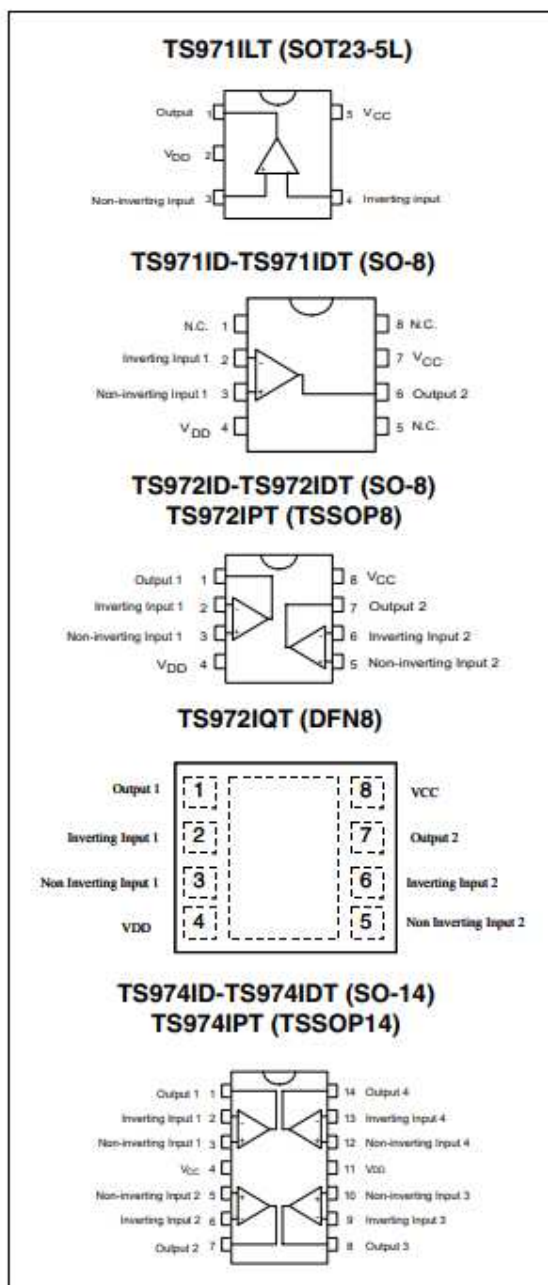 TS971ILT (SOT23-5L)
Output 1 5 VCC
VDD 2
Non-inverting input 3 4 Inverting input
+ -
TS971ID-TS971IDT (SO-8)
N.C. 1 8 N.C.
Inverting Input 1 2 - 7 VCC
Non-inverting Input 1 3 + 6 Output 2
VDD 4 5 N.C.
TS972ID-TS972IDT (SO-8)
TS972IPT (TSSOP8)
Output 1 1 8 VCC
Inverting Input 1 2 - 7 Output 2
Non-inverting Input 1 3 + - 6 Inverting Input 2
VDD 4 + 5 Non-inverting Input 2
TS972IQT (DFN8)
Output 1 1 8 VCC
Inverting Input 1 2 7 Output 2
Non Inverting Input 1 3 6 Inverting Input 2
VDD 4 5 Non Inverting Input 2
TS974ID-TS974IDT (SO-14)
TS974IPT (TSSOP14)
Output 1 1 14 Output 4
Inverting Input 1 2 - - 13 Inverting Input 4
Non-inverting Input 1 3 + + 12 Non-inverting Input 4
VCC 4 11 VDD
Non-inverting Input 2 5 + + 10 Non-inverting Input 3
Inverting Input 2 6 - - 9 Inverting Input 3
Output 2 7 8 Output 3